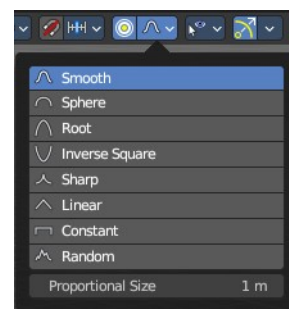 Smooth
Sphere
Root
Inverse Square
Sharp
Linear
Constant
Random
Proportional Size 1 m